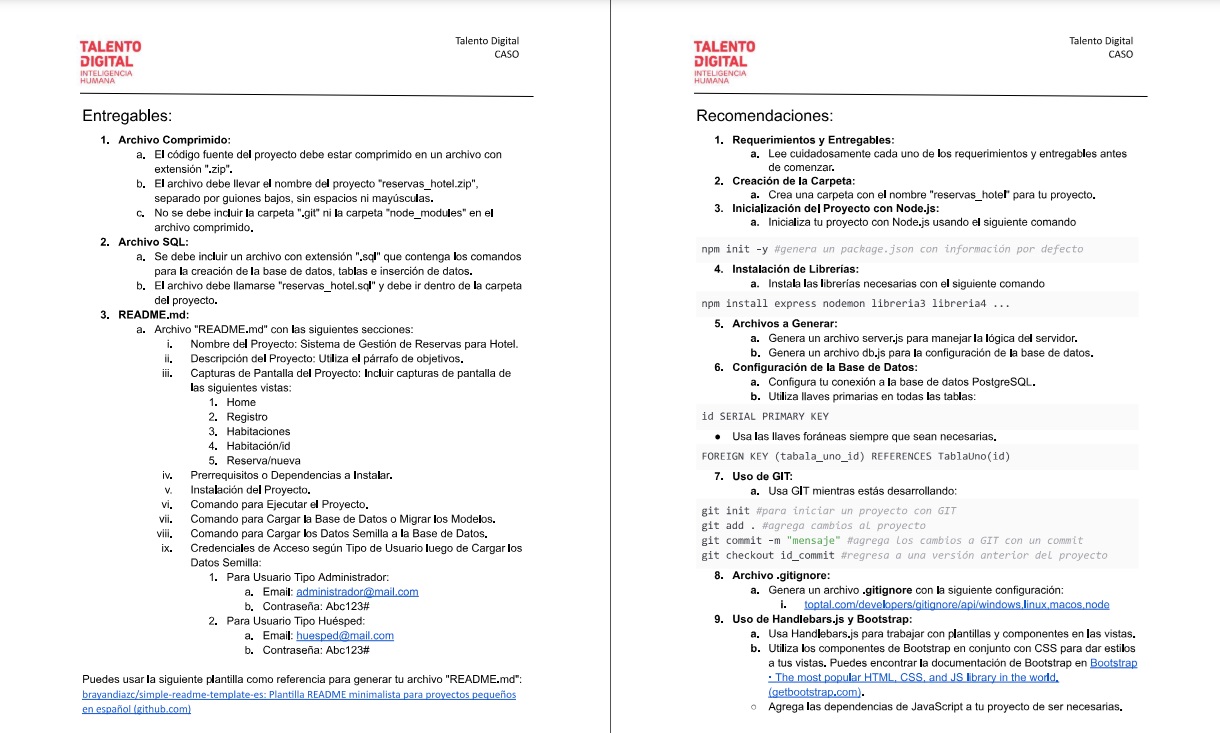 TALENTO
DIGITAL
INTELIGENCIA
HUMANA
Talento Digital
CASO
Entregables:
1. Archivo Comprimido:
a. El código fuente del proyecto debe estar comprimido en un archivo con
extensión ".zip".
b. El archivo debe llevar el nombre del proyecto "reservas_hotel.zip",
separado por guiones bajos, sin espacios ni mayúsculas.
c. No se debe incluir la carpeta ".git" ni la carpeta "node_modules" en el
archivo comprimido.
2. Archivo SQL:
a. Se debe incluir un archivo con extensión ".sql" que contenga los comandos
para la creación de la base de datos, tablas e inserción de datos.
b. El archivo debe llamarse "reservas_hotel.sql" y debe ir dentro de la carpeta
del proyecto.
3. README.md:
a. Archivo "README.md" con las siguientes secciones:
i. Nombre del Proyecto: Sistema de Gestión de Reservas para Hotel.
ii. Descripción del Proyecto: Utiliza el párrafo de objetivos.
iii. Capturas de Pantalla del Proyecto: Incluir capturas de pantalla de
las siguientes vistas:
1. Home
2. Registro
3. Habitaciones
4. Habitación/id
5. Reserva/nueva
iv. Prerrequisitos o Dependencias a Instalar.
v. Instalación del Proyecto.
vi. Comando para Ejecutar el Proyecto.
vii. Comando para Cargar la Base de Datos o Migrar los Modelos.
viii. Comando para Cargar los Datos Semilla a la Base de Datos.
ix. Credenciales de Acceso según Tipo de Usuario luego de Cargar los
Datos Semilla:
1. Para Usuario Tipo Administrador:
a. Email: administrador@mail.com
b. Contraseña: Abc123#
2. Para Usuario Tipo Huésped:
a. Email: huesped@mail.com
b. Contraseña: Abc123#
Puedes usar la siguiente plantilla como referencia para generar tu archivo "README.md":
brayandiazc/simple-readme-template-es: Plantilla README minimalista para proyectos pequeños
en español (github.com)
TALENTO
DIGITAL
INTELIGENCIA
HUMANA
Talento Digital
CASO
Recomendaciones:
1. Requerimientos y Entregables:
a. Lee cuidadosamente cada uno de los requerimientos y entregables antes
de comenzar.
2. Creación de la Carpeta:
a. Crea una carpeta con el nombre "reservas_hotel" para tu proyecto.
3. Inicialización del Proyecto con Node.js:
a. Inicializa tu proyecto con Node.js usando el siguiente comando
npm init -y #genera un package.json con información por defecto
4. Instalación de Librerías:
a. Instala las librerías necesarias con el siguiente comando
npm install express nodemon libreria3 libreria4 ...
5. Archivos a Generar:
a. Genera un archivo server.js para manejar la lógica del servidor.
b. Genera un archivo db.js para la configuración de la base de datos.
6. Configuración de la Base de Datos:
a. Configura tu conexión a la base de datos PostgreSQL.
b. Utiliza llaves primarias en todas las tablas:
id SERIAL PRIMARY KEY
● Usa las llaves foráneas siempre que sean necesarias.
FOREIGN KEY (tabala_uno_id) REFERENCES TablaUno(id)
7. Uso de GIT:
a. Usa GIT mientras estás desarrollando:
git init #para iniciar un proyecto con GIT
git add . #agrega cambios al proyecto
git commit -m "mensaje" #agrega los cambios a GIT con un commit
git checkout id_commit #regresa a una versión anterior del proyecto
8. Archivo .gitignore:
a. Genera un archivo .gitignore con la siguiente configuración:
i. toptal.com/developers/gitignore/api/windows,linux,macos,node
9. Uso de Handlebars.js y Bootstrap:
a. Usa Handlebars.js para trabajar con plantillas y componentes en las vistas.
b. Utiliza los componentes de Bootstrap en conjunto con CSS para dar estilos
a tus vistas. Puedes encontrar la documentación de Bootstrap en Bootstrap
· The most popular HTML, CSS, and JS library in the world.
(getbootstrap.com).
○ Agrega las dependencias de JavaScript a tu proyecto de ser necesarias.